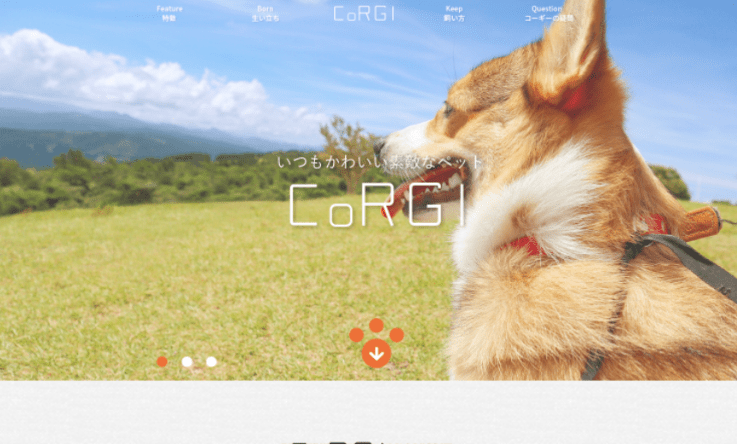 Feature
特徴
Born
生い立ち
CoRGI
Keep
飼い方
Question
コーギーの疑問
いつもかわいい素敵なペット
CoRGI